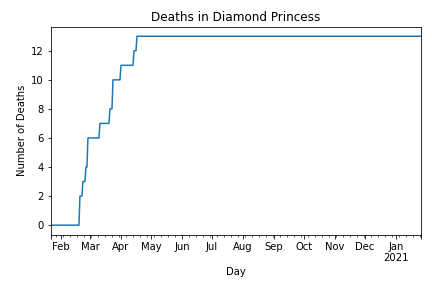 Deaths in Diamond Princess
Number of Deaths
12
10
8
6
4
2
0
Feb Mar Apr May Jun Jul Aug Sep Oct Nov Dec Jan
2021
Day